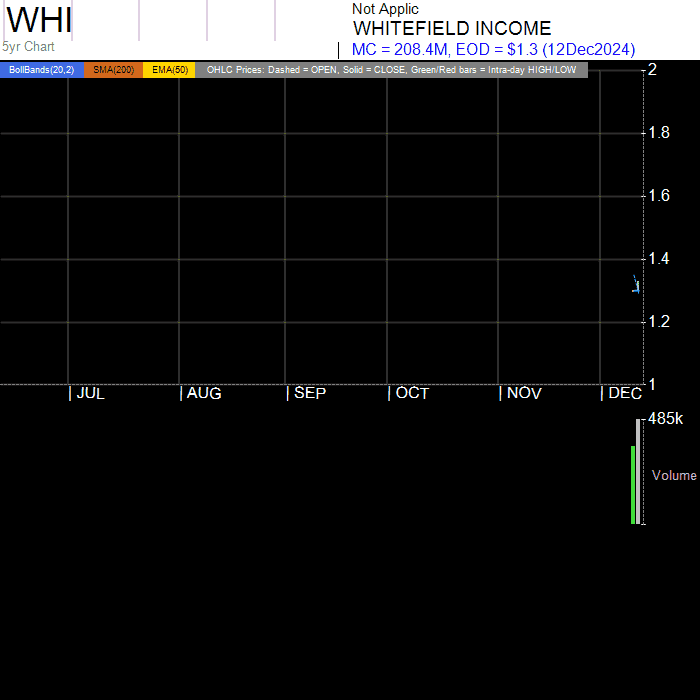 WHI
5yr Chart
Not Applic
WHITEFIELD INCOME
MC = 208.4M, EOD = $1.3 (12Dec2024)
BollBands(20,2) SMA(200) EMA(50) OHLC Prices: Dashed = OPEN, Solid = CLOSE, Green/Red bars = Intra-day HIGH/LOW
2
1.8
1.6
1.4
1.2
1
| JUL | AUG | SEP | OCT | NOV | DEC
485k
Volume